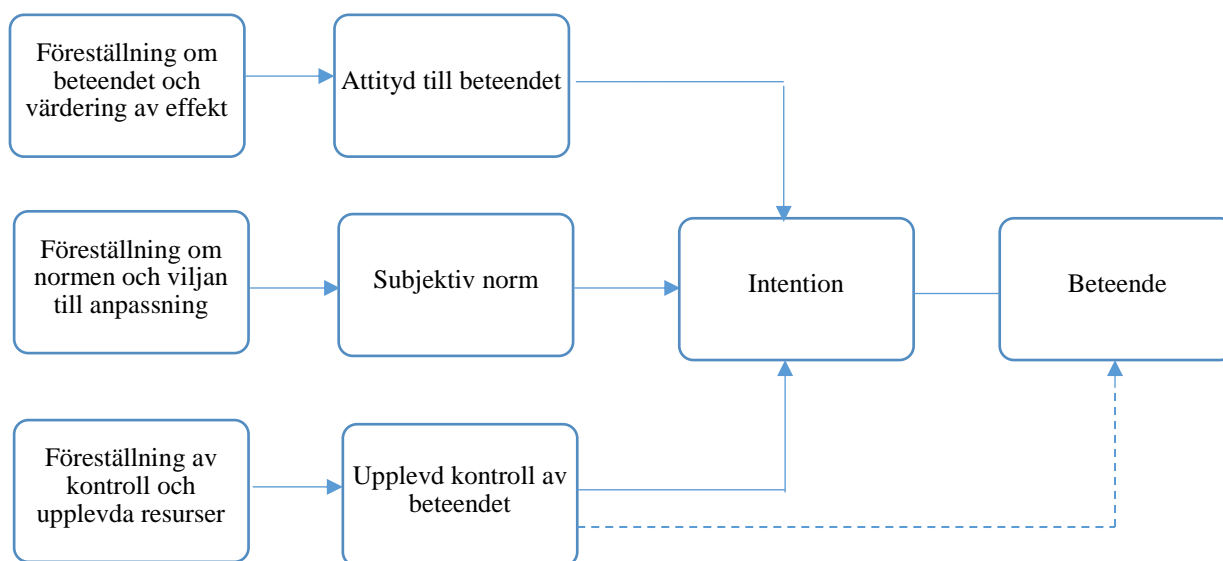 Föreställning om
beteendet och
värdering av effekt
Attityd till beteendet
Föreställning om
normen och viljan
till anpassning
Subjektiv norm
Intention
Beteende
Föreställning av
kontroll och
upplevda resurser
Upplevd kontroll av
beteendet